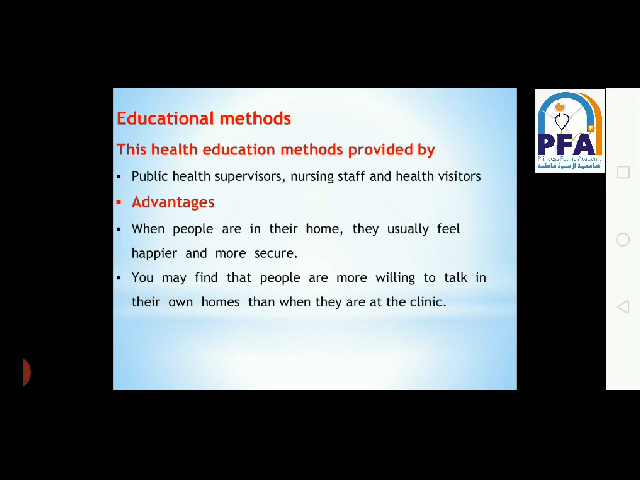 Educational methods
This health education methods provided by
▪ Public health supervisors, nursing staff and health visitors
▪ Advantages
▪ When people are in their home, they usually feel
happier and more secure.
▪ You may find that people are more willing to talk in
their own homes than when they are at the clinic.
PFA